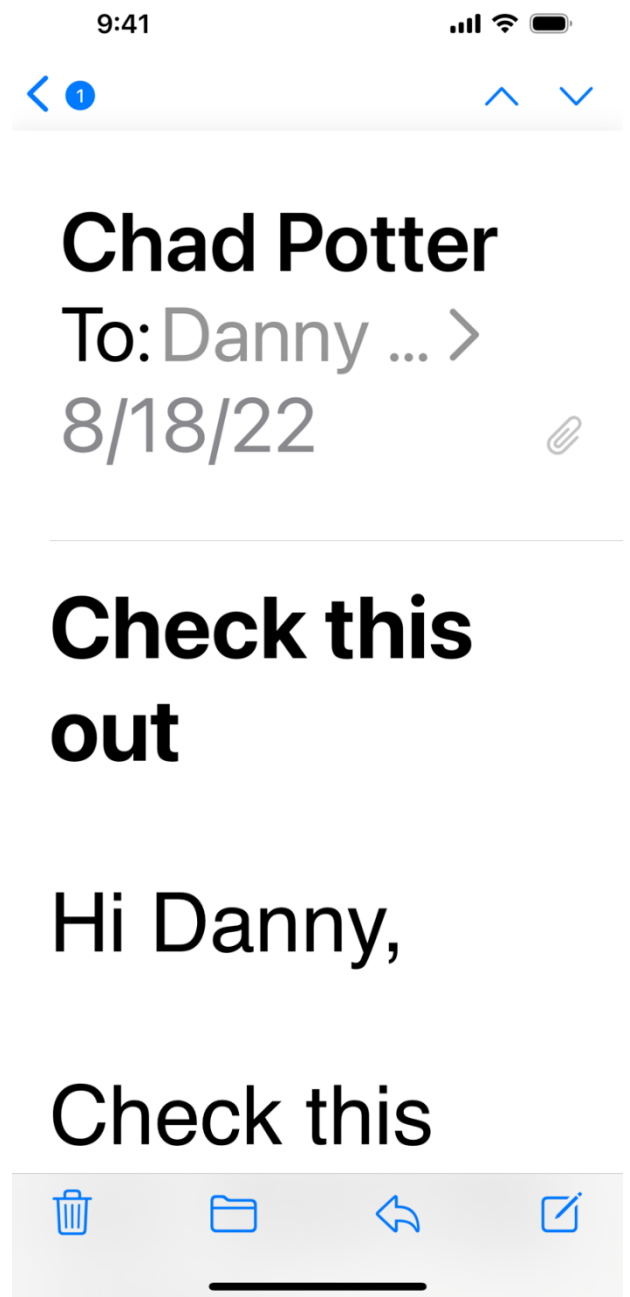 9:41
1
Chad Potter
To: Danny ...
8/18/22
Check this
out
Hi Danny,
Check this